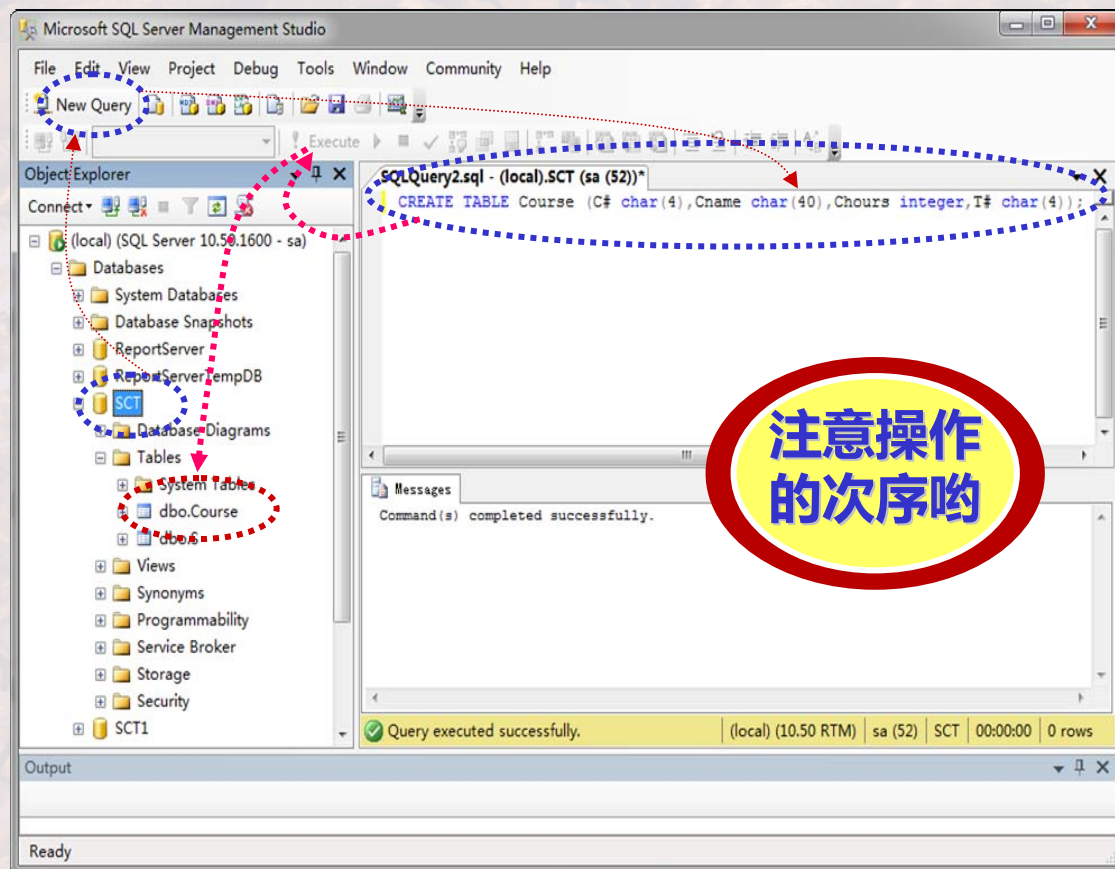 Microsoft SQL Server Management Studio
File Edit View Project Debug Tools Window Community Help
New Query
Execute
Object Explorer
Connect
(local) (SQL Server 10.50.1600 - sa)
Databases
System Databases
Database Snapshots
ReportServer
ReportServerTempDB
SCT
Database Diagrams
Tables
System Tables
dbo.Course
dbo.S
Views
Synonyms
Programmability
Service Broker
Storage
Security
SCT1
SQLQuery2.sql - (local).SCT (sa (52))*
CREATE TABLE Course (C# char(4),Cname char(40),Chours integer,T# char(4));
注意操作
的次序哟
Messages
Command(s) completed successfully.
Query executed successfully. (local) (10.50 RTM) sa (52) SCT 00:00:00 0 rows
Output
Ready